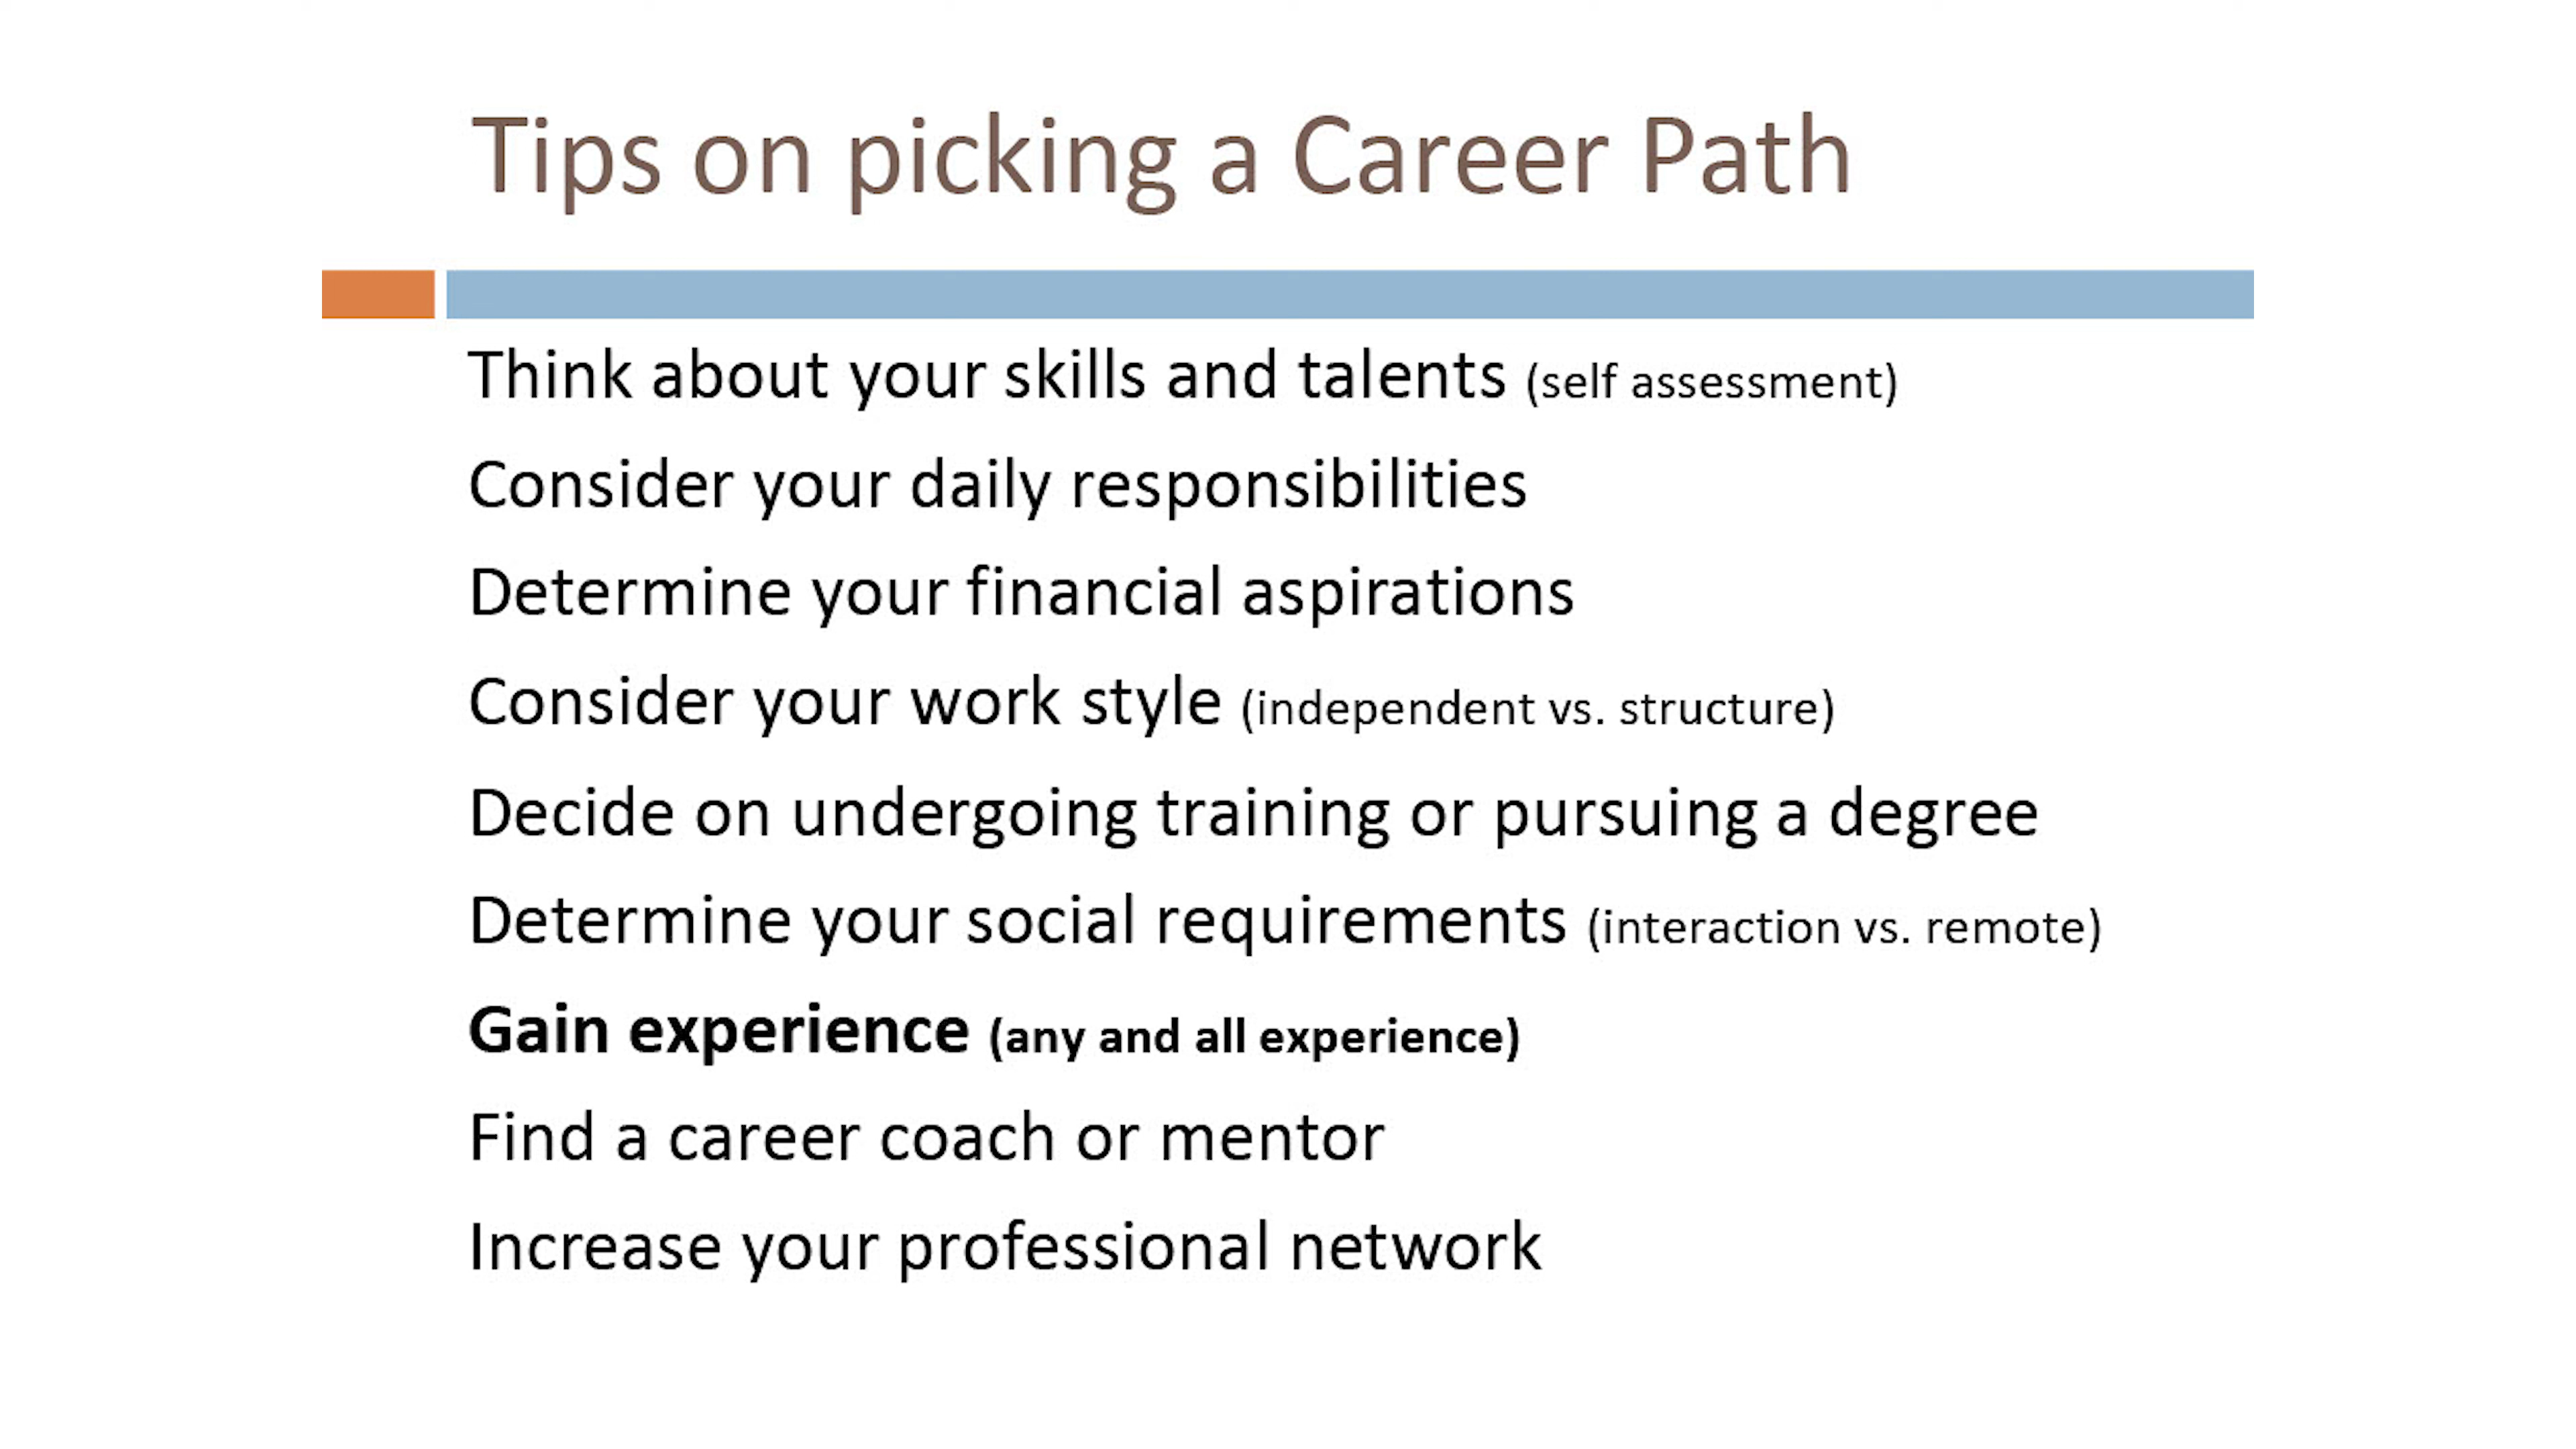 Tips on picking a Career Path
Think about your skills and talents (self assessment)
Consider your daily responsibilities
Determine your financial aspirations
Consider your work style (independent vs. structure)
Decide on undergoing training or pursuing a degree
Determine your social requirements (interaction vs. remote)
Gain experience (any and all experience)
Find a career coach or mentor
Increase your professional network